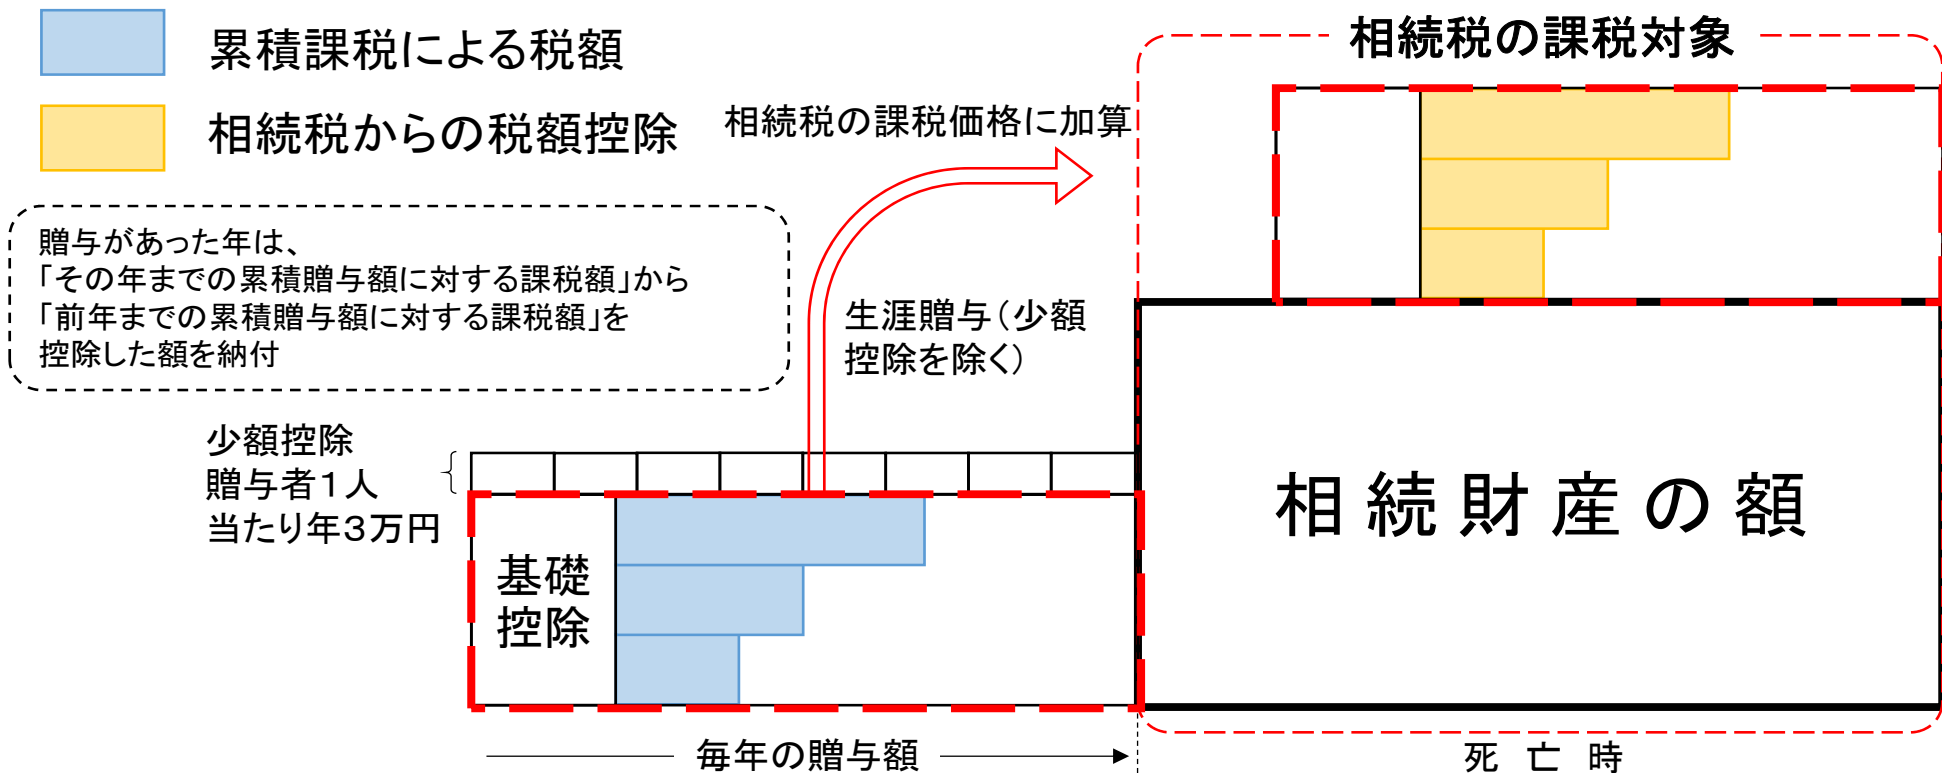 累積課税による税額
相続税からの税額控除
贈与があった年は、
「その年までの累積贈与額に対する課税額」から
「前年までの累積贈与額に対する課税額」を
控除した額を納付
相続税の課税価格に加算
相続税の課税対象
生涯贈与（少額
控除を除く）
少額控除
贈与者１人
当たり年３万円
基礎
控除
相続財産の額
毎年の贈与額
死亡時